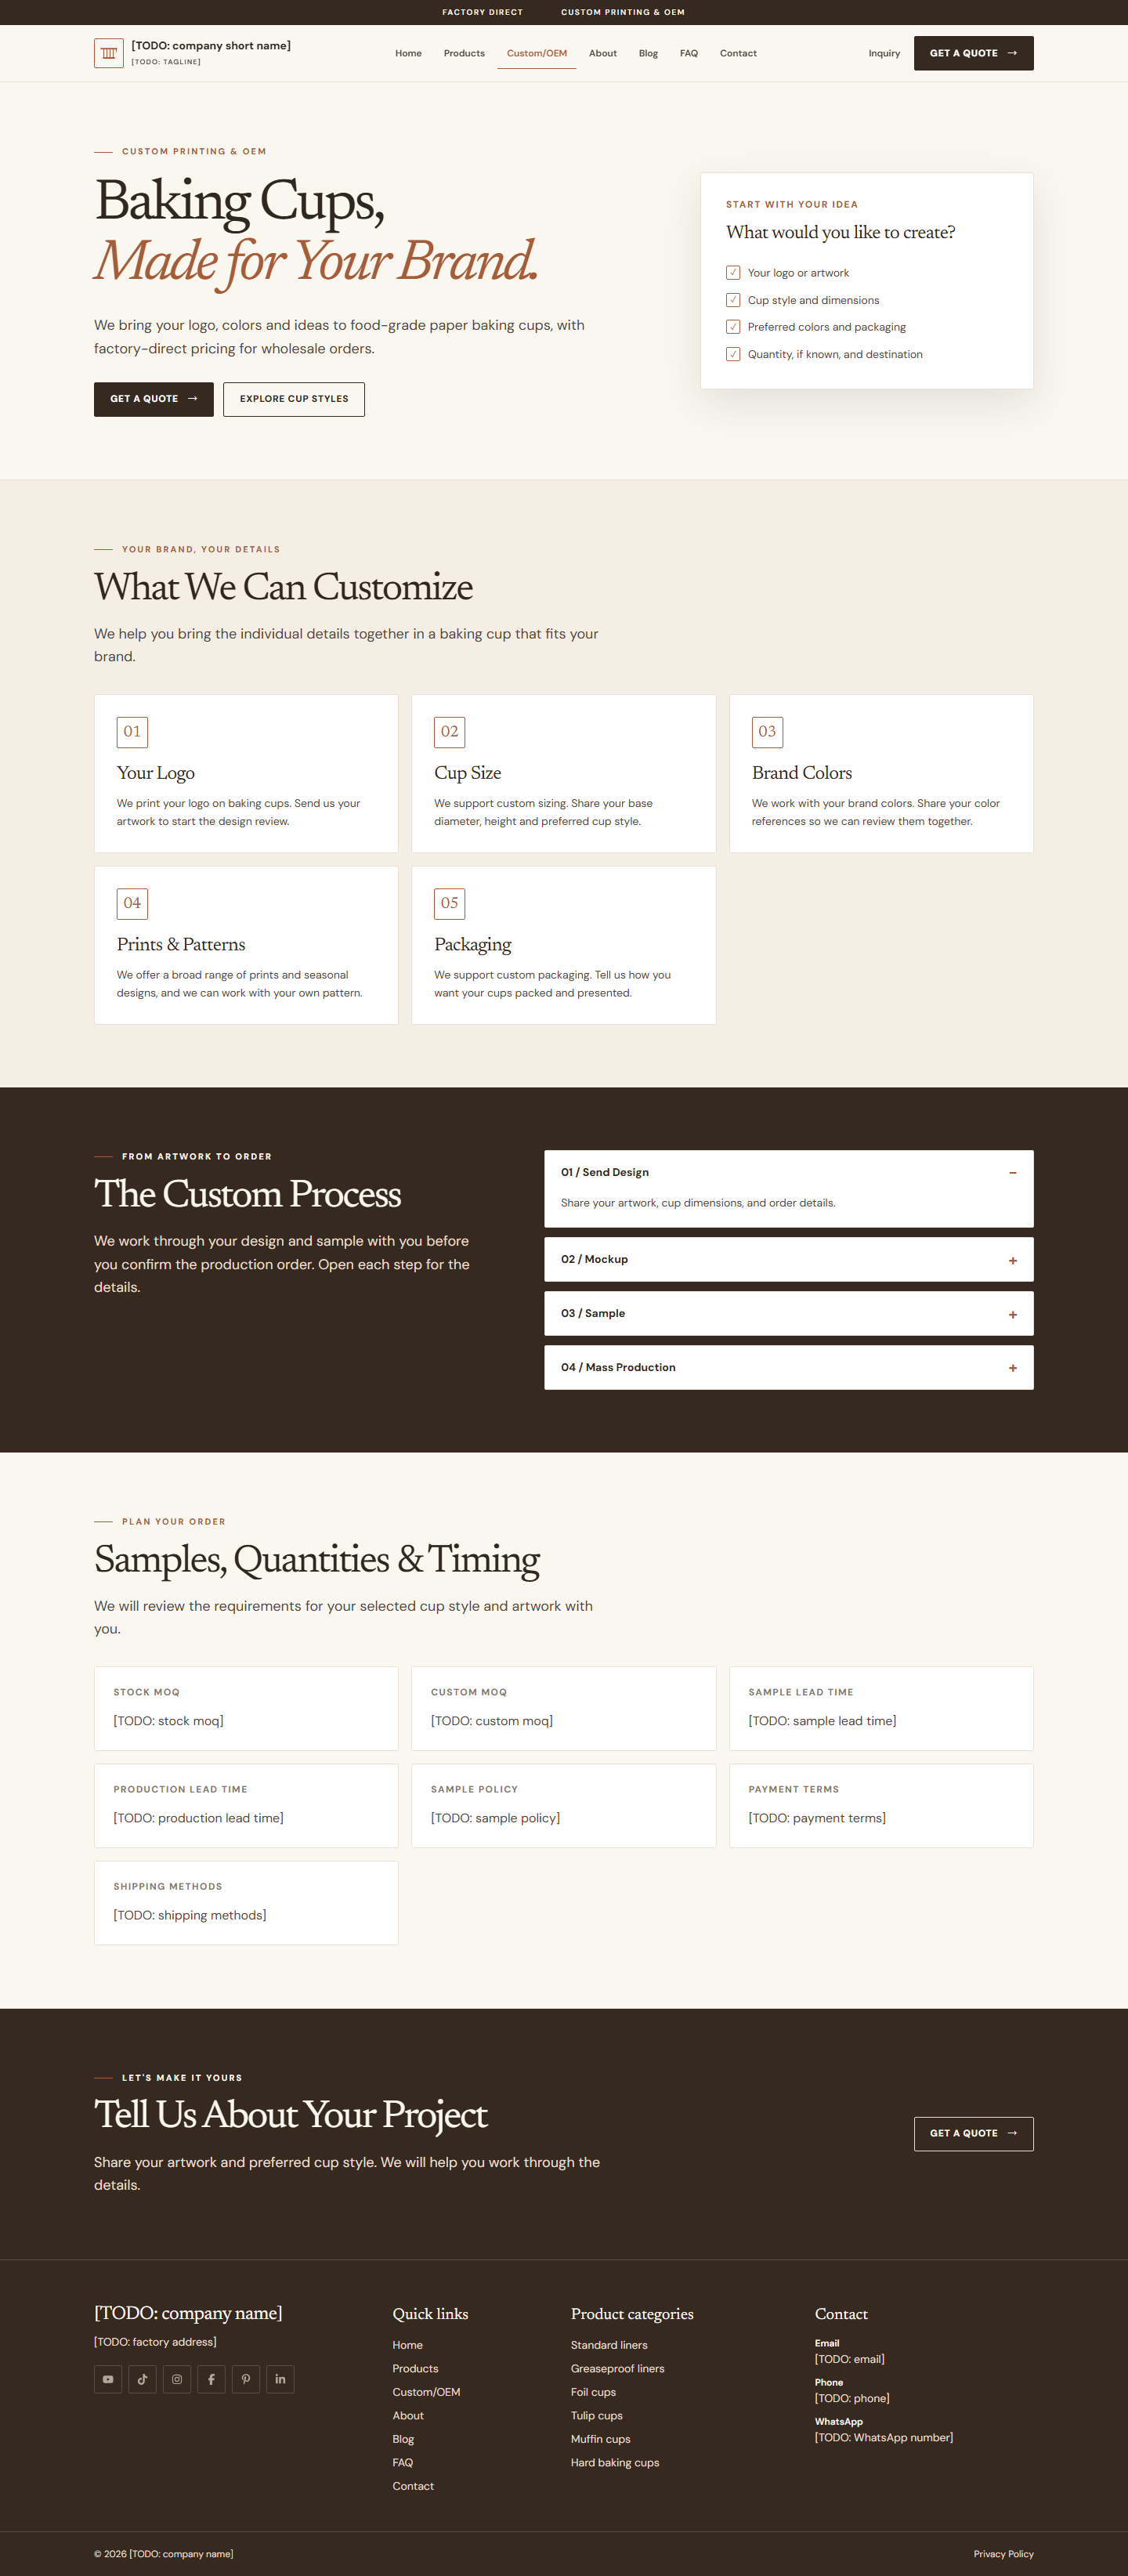 FACTORY DIRECT
CUSTOM PRINTING & OEM
[TODO: company short name]
[TODO: TAGLINE]
Home
Products
Custom/OEM
About
Blog
FAQ
Contact
Inquiry
GET A QUOTE →
CUSTOM PRINTING & OEM
Baking Cups,
Made for Your Brand.
We bring your logo, colors and ideas to food-grade paper baking cups, with
factory-direct pricing for wholesale orders.
GET A QUOTE →
EXPLORE CUP STYLES
START WITH YOUR IDEA
What would you like to create?
✓ Your logo or artwork
✓ Cup style and dimensions
✓ Preferred colors and packaging
✓ Quantity, if known, and destination
YOUR BRAND, YOUR DETAILS
What We Can Customize
We help you bring the individual details together in a baking cup that fits your
brand.
01
Your Logo
We print your logo on baking cups. Send us your
artwork to start the design review.
02
Cup Size
We support custom sizing. Share your base
diameter, height and preferred cup style.
03
Brand Colors
We work with your brand colors. Share your color
references so we can review them together.
04
Prints & Patterns
We offer a broad range of prints and seasonal
designs, and we can work with your own pattern.
05
Packaging
We support custom packaging. Tell us how you
want your cups packed and presented.
FROM ARTWORK TO ORDER
The Custom Process
We work through your design and sample with you before
you confirm the production order. Open each step for the
details.
01 / Send Design −
Share your artwork, cup dimensions, and order details.
02 / Mockup +
03 / Sample +
04 / Mass Production +
PLAN YOUR ORDER
Samples, Quantities & Timing
We will review the requirements for your selected cup style and artwork with
you.
STOCK MOQ
[TODO: stock moq]
CUSTOM MOQ
[TODO: custom moq]
SAMPLE LEAD TIME
[TODO: sample lead time]
PRODUCTION LEAD TIME
[TODO: production lead time]
SAMPLE POLICY
[TODO: sample policy]
PAYMENT TERMS
[TODO: payment terms]
SHIPPING METHODS
[TODO: shipping methods]
LET'S MAKE IT YOURS
Tell Us About Your Project
Share your artwork and preferred cup style. We will help you work through the
details.
GET A QUOTE →
[TODO: company name]
[TODO: factory address]
Quick links
Home
Products
Custom/OEM
About
Blog
FAQ
Contact
Product categories
Standard liners
Greaseproof liners
Foil cups
Tulip cups
Muffin cups
Hard baking cups
Contact
Email
[TODO: email]
Phone
[TODO: phone]
WhatsApp
[TODO: WhatsApp number]
© 2026 [TODO: company name]
Privacy Policy